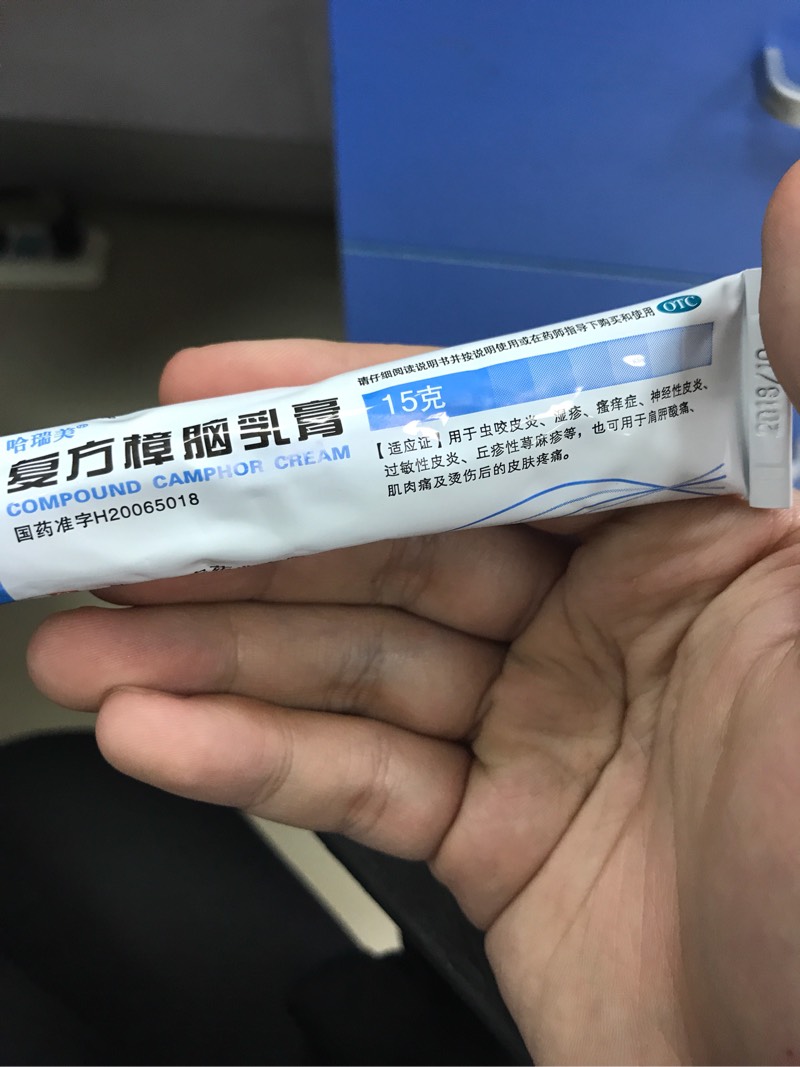 请仔细阅读说明书并按说明使用或在药师指导下购买和使用 OTC
哈瑞美®
复方樟脑乳膏
COMPOUND CAMPHOR CREAM
国药准字H20065018
15克
【适应证】用于虫咬皮炎、湿疹、瘙痒症、神经性皮炎、
过敏性皮炎、丘疹性荨麻疹等，也可用于肩胛酸痛、
肌肉痛及烫伤后的皮肤疼痛。